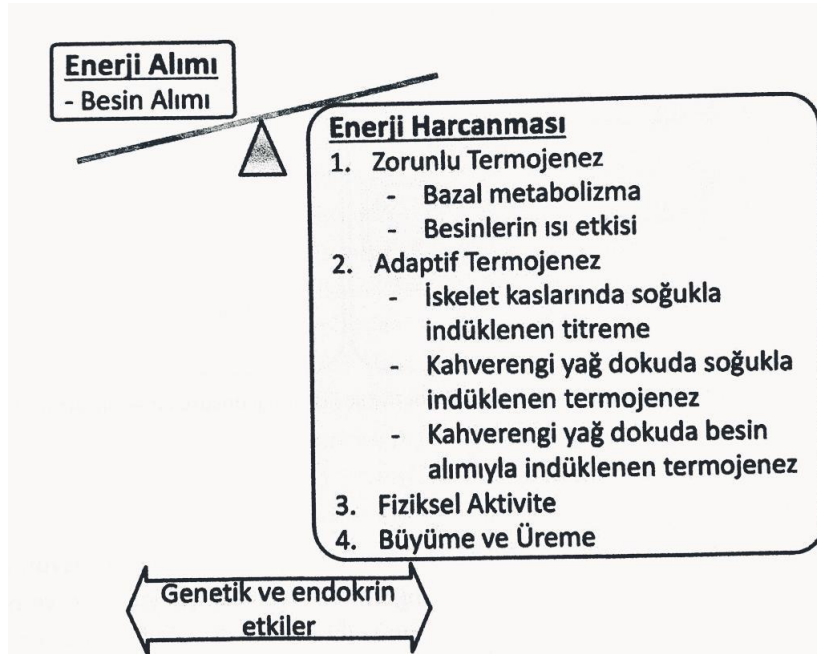 Enerji Alımı
- Besin Alımı
Enerji Harcanması
1. Zorunlu Termojenez
- Bazal metabolizma
- Besinlerin ısı etkisi
2. Adaptif Termojenez
- İskelet kaslarında soğukla
indüklenen titreme
- Kahverengi yağ dokuda soğukla
indüklenen termojenez
- Kahverengi yağ dokuda besin
alımıyla indüklenen termojenez
3. Fiziksel Aktivite
4. Büyüme ve Üreme
Genetik ve endokrin
etkiler